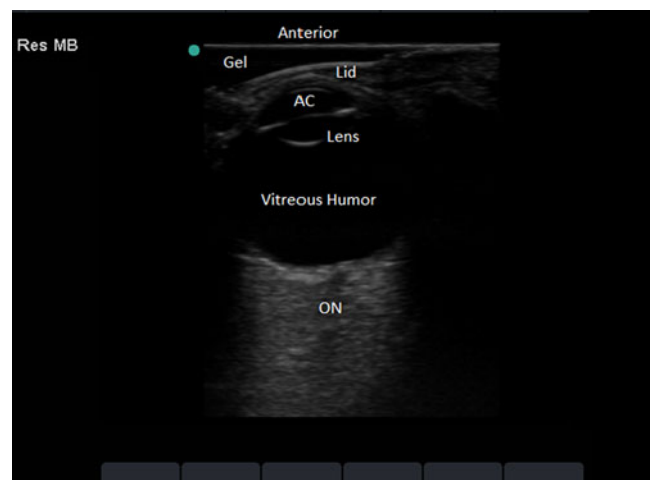 Anterior
Res MB
Gel
Lid
AC
Lens
Vitreous Humor
ON